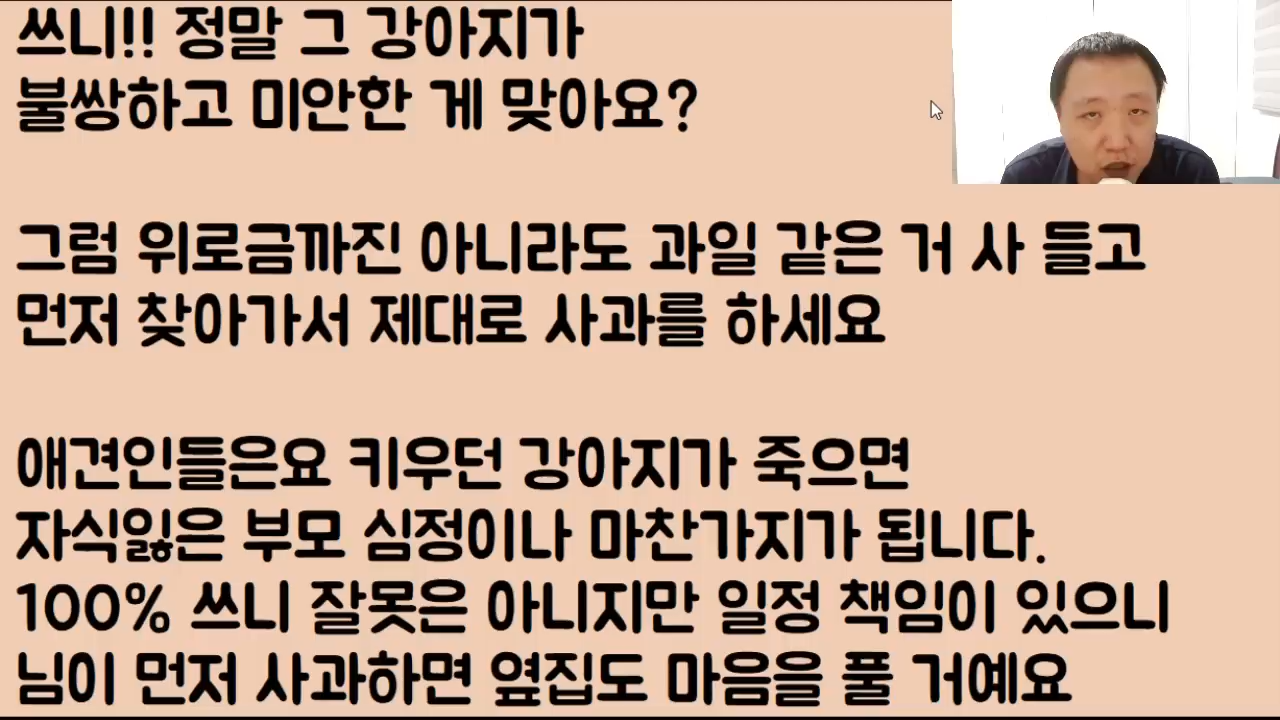 쓰니!! 정말 그 강아지가
불쌍하고 미안한 게 맞아요?
그럼 위로금까진 아니라도 과일 같은 거 사 들고
먼저 찾아가서 제대로 사과를 하세요
애견인들은요 키우던 강아지가 죽으면
자식잃은 부모 심정이나 마찬가지가 됩니다.
100% 쓰니 잘못은 아니지만 일정 책임이 있으니
님이 먼저 사과하면 옆집도 마음을 풀 거예요